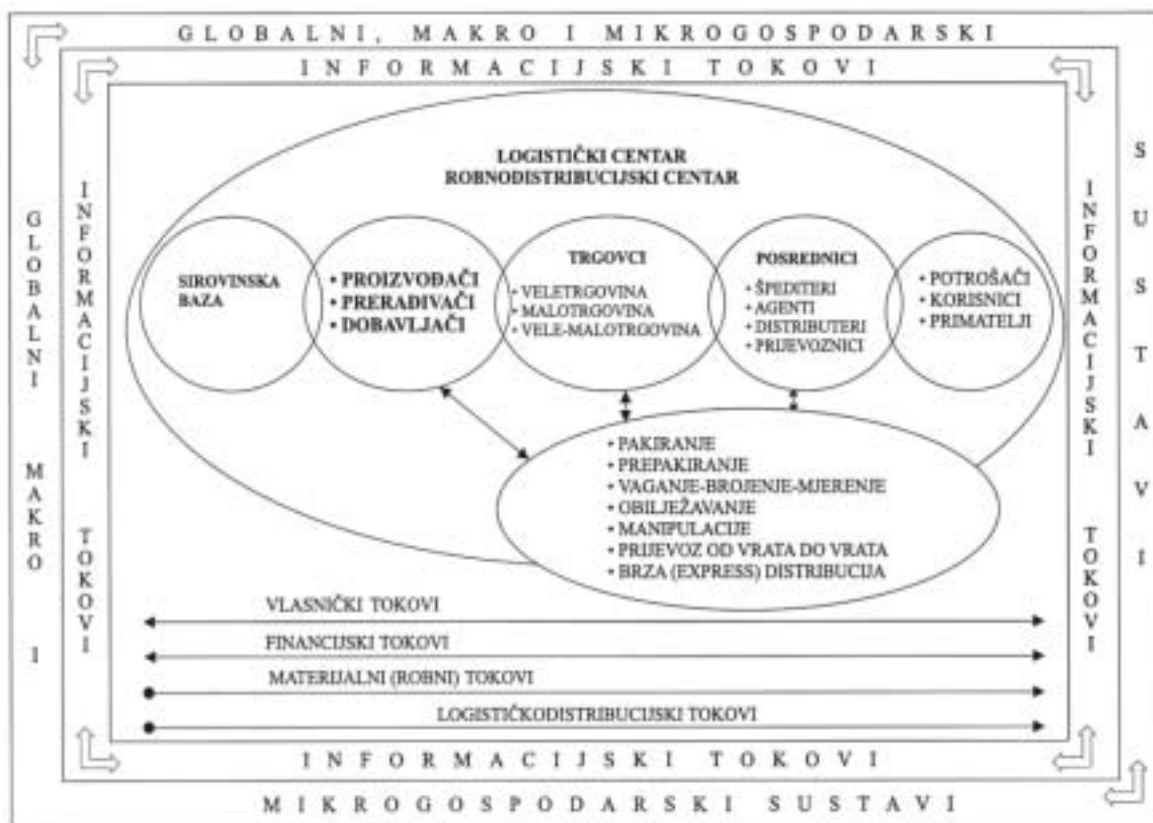 GLOBALNI, MAKRO I MIKROGOSPODARSKI
INFORMACIJSKI TOKOVI
GLOBALNI MAKRO I
INFORMACIJSKI TOKOVI
LOGISTIČKI CENTAR
ROBNODISTRIBUCIJSKI CENTAR
SIROVINSKA
BAZA
• PROIZVOĐAČI
• PRERAĐIVAČI
• DOBAVLJAČI
TRGOVCI
• VELETRGOVINA
• MALOTRGOVINA
• VELE-MALOTRGOVINA
POSREDNICI
• ŠPEDITERI
• AGENTI
• DISTRIBUTERI
• PRIJEVOZNICI
• POTROŠAČI
• KORISNICI
• PRIMATELJI
• PAKIRANJE
• PREPAKIRANJE
• VAGANJE-BROJENJE-MJERENJE
• OBILJEŽAVANJE
• MANIPULACIJE
• PRIJEVOZ OD VRATA DO VRATA
• BRZA (EXPRESS) DISTRIBUCIJA
VLASNIČKI TOKOVI
FINANCIJSKI TOKOVI
MATERIJALNI (ROBNI) TOKOVI
LOGISTIČKODISTRIBUCIJSKI TOKOVI
INFORMACIJSKI TOKOVI
SUSTAVI
INFORMACIJSKI TOKOVI
MIKROGOSPODARSKI SUSTAVI